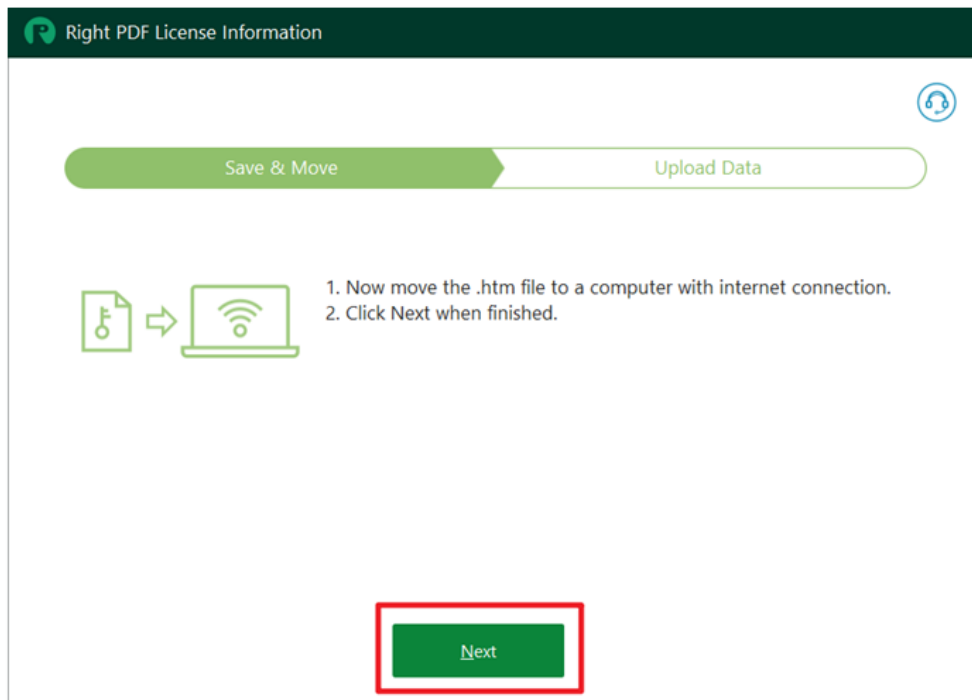 Right PDF License Information
Save & Move
Upload Data
1. Now move the .htm file to a computer with internet connection.
2. Click Next when finished.
Next